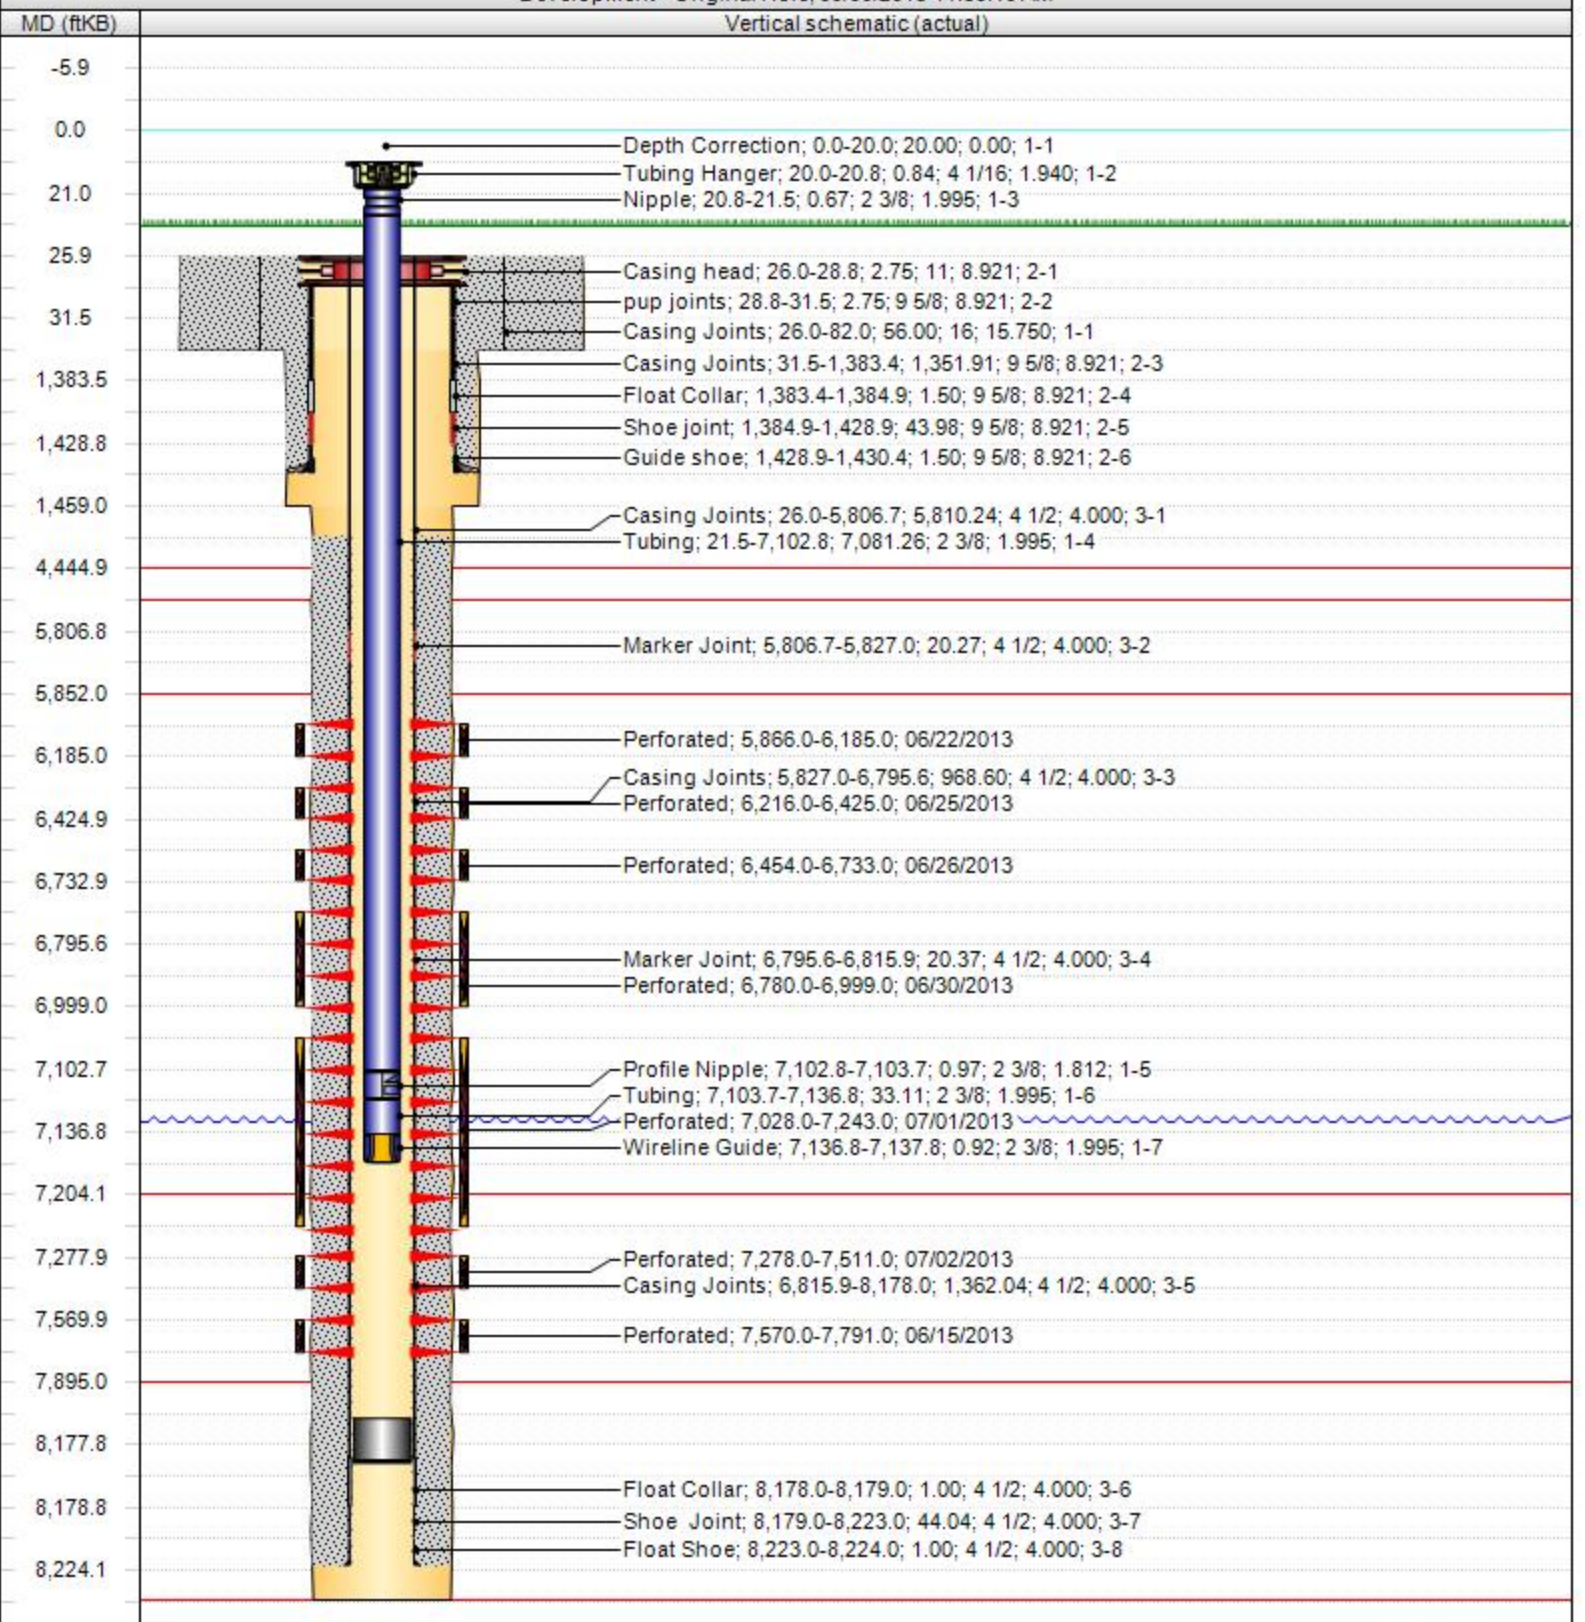 MD (ftKB)
Vertical schematic (actual)
-5.9
0.0
Depth Correction; 0.0-20.0; 20.00; 0.00; 1-1
Tubing Hanger; 20.0-20.8; 0.84; 4 1/16; 1.940; 1-2
21.0
Nipple; 20.8-21.5; 0.67; 2 3/8; 1.995; 1-3
25.9
Casing head; 26.0-28.8; 2.75; 11; 8.921; 2-1
pup joints; 28.8-31.5; 2.75; 9 5/8; 8.921; 2-2
31.5
Casing Joints; 26.0-82.0; 56.00; 16; 15.750; 1-1
Casing Joints; 31.5-1,383.4; 1,351.91; 9 5/8; 8.921; 2-3
1,383.5
Float Collar; 1,383.4-1,384.9; 1.50; 9 5/8; 8.921; 2-4
Shoe joint; 1,384.9-1,428.9; 43.98; 9 5/8; 8.921; 2-5
1,428.8
Guide shoe; 1,428.9-1,430.4; 1.50; 9 5/8; 8.921; 2-6
1,459.0
Casing Joints; 26.0-5,806.7; 5,810.24; 4 1/2; 4.000; 3-1
Tubing; 21.5-7,102.8; 7,081.26; 2 3/8; 1.995; 1-4
4,444.9
5,806.8
Marker Joint; 5,806.7-5,827.0; 20.27; 4 1/2; 4.000; 3-2
5,852.0
Perforated; 5,866.0-6,185.0; 06/22/2013
6,185.0
Casing Joints; 5,827.0-6,795.6; 968.60; 4 1/2; 4.000; 3-3
Perforated; 6,216.0-6,425.0; 06/25/2013
6,424.9
Perforated; 6,454.0-6,733.0; 06/26/2013
6,732.9
6,795.6
Marker Joint; 6,795.6-6,815.9; 20.37; 4 1/2; 4.000; 3-4
Perforated; 6,780.0-6,999.0; 06/30/2013
6,999.0
7,102.7
Profile Nipple; 7,102.8-7,103.7; 0.97; 2 3/8; 1.812; 1-5
Tubing; 7,103.7-7,136.8; 33.11; 2 3/8; 1.995; 1-6
Perforated; 7,028.0-7,243.0; 07/01/2013
7,136.8
Wireline Guide; 7,136.8-7,137.8; 0.92; 2 3/8; 1.995; 1-7
7,204.1
7,277.9
Perforated; 7,278.0-7,511.0; 07/02/2013
Casing Joints; 6,815.9-8,178.0; 1,362.04; 4 1/2; 4.000; 3-5
7,569.9
Perforated; 7,570.0-7,791.0; 06/15/2013
7,895.0
8,177.8
Float Collar; 8,178.0-8,179.0; 1.00; 4 1/2; 4.000; 3-6
8,178.8
Shoe Joint; 8,179.0-8,223.0; 44.04; 4 1/2; 4.000; 3-7
Float Shoe; 8,223.0-8,224.0; 1.00; 4 1/2; 4.000; 3-8
8,224.1